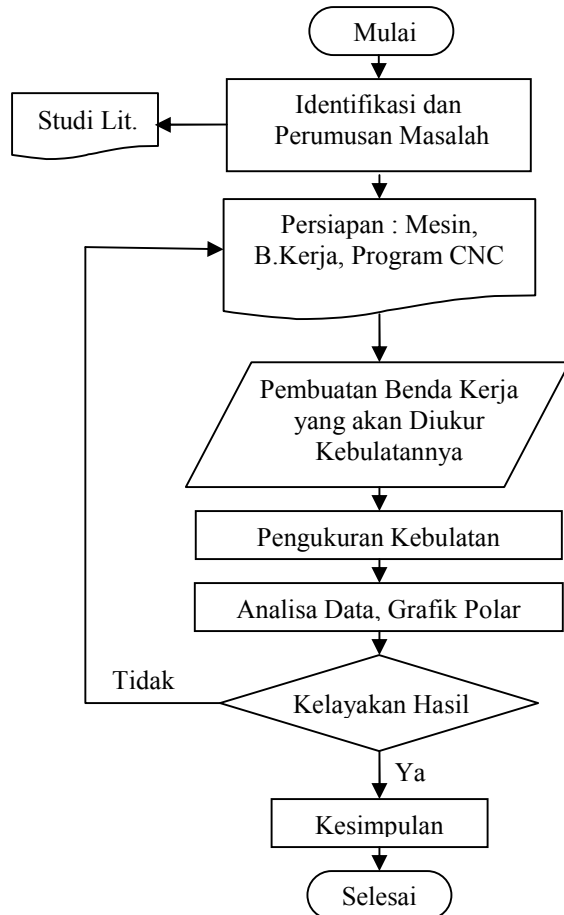 Mulai
Identifikasi dan
Perumusan Masalah
Studi Lit.
Persiapan : Mesin,
B.Kerja, Program CNC
Pembuatan Benda Kerja
yang akan Diukur
Kebulatannya
Pengukuran Kebulatan
Analisa Data, Grafik Polar
Tidak
Kelayakan Hasil
Ya
Kesimpulan
Selesai